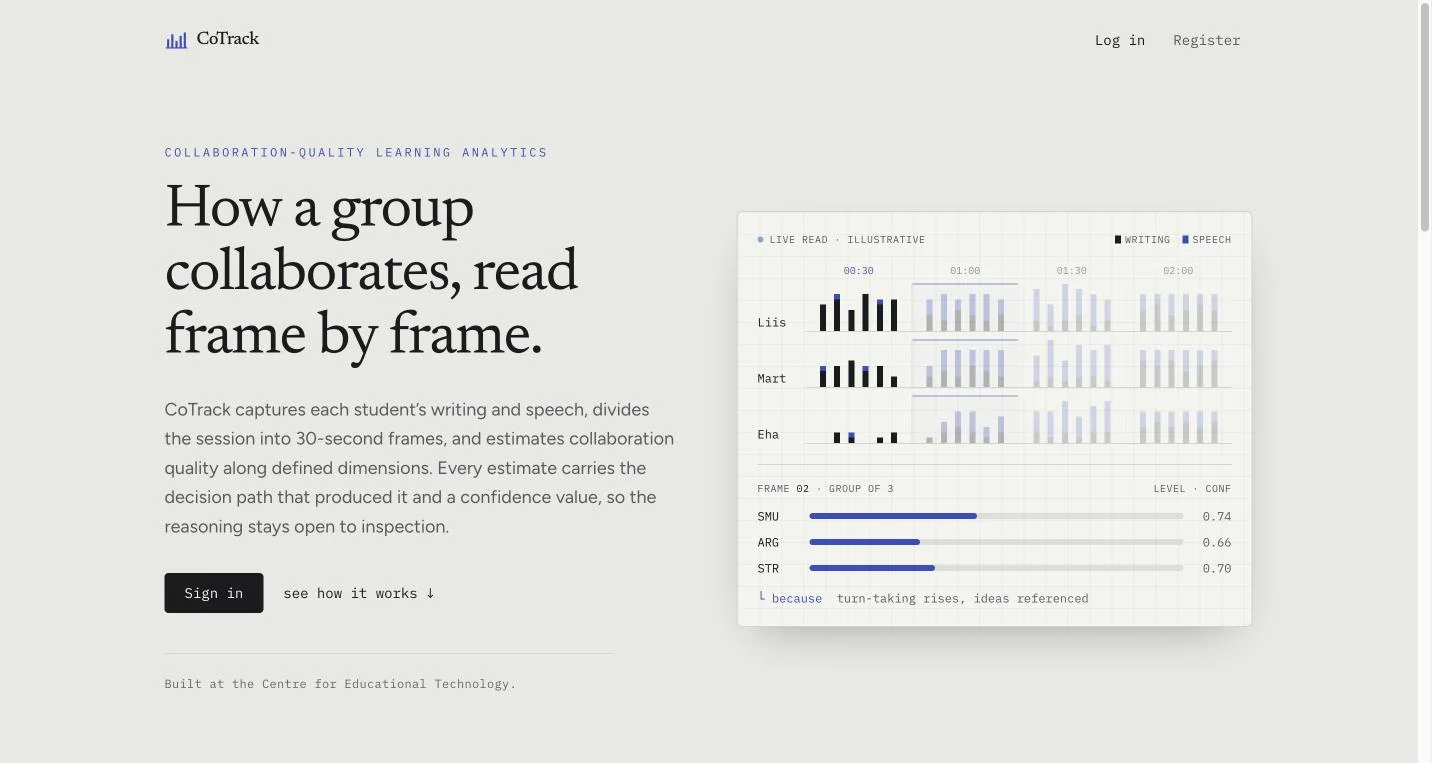 CoTrack
Log in
Register
COLLABORATION-QUALITY LEARNING ANALYTICS
How a group
collaborates, read
frame by frame.
CoTrack captures each student’s writing and speech, divides
the session into 30-second frames, and estimates collaboration
quality along defined dimensions. Every estimate carries the
decision path that produced it and a confidence value, so the
reasoning stays open to inspection.
Sign in
see how it works ↓
Built at the Centre for Educational Technology.
LIVE READ · ILLUSTRATIVE
WRITING SPEECH
00:30 01:00 01:30 02:00
Liis
Mart
Eha
FRAME 02 · GROUP OF 3
LEVEL · CONF
SMU 0.74
ARG 0.66
STR 0.70
└ because turn-taking rises, ideas referenced